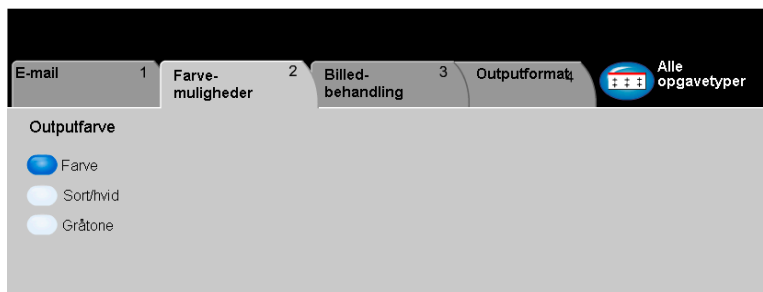 E-mail 1
Farve-
muligheder 2
Billed-
behandling 3
Outputformat 4
Alle
opgavetyper
Outputfarve
Farve
Sort/hvid
Gråtone